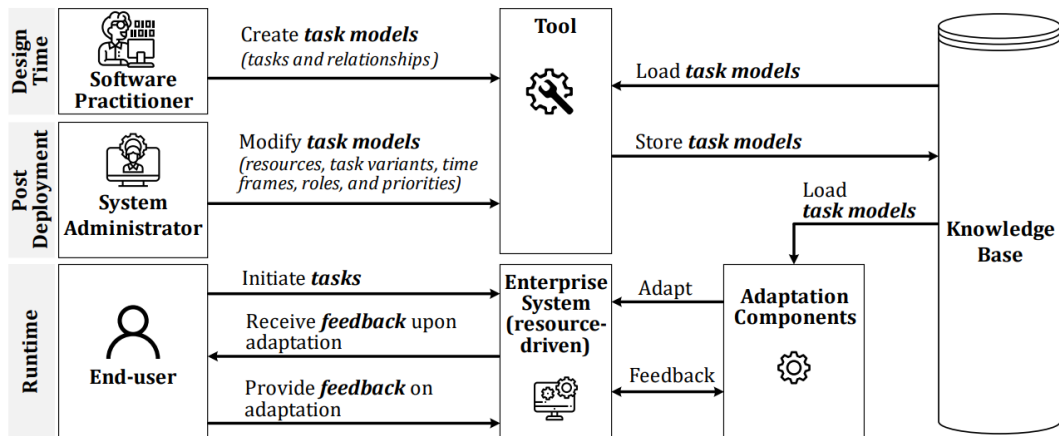 Design
Time
Software
Practitioner
Create task models
(tasks and relationships)
Tool
Load task models
Post
Deployment
System
Administrator
Modify task models
(resources, task variants, time
frames, roles, and priorities)
Store task models
Load
task models
Knowledge
Base
Runtime
End-user
Initiate tasks
Receive feedback upon
adaptation
Provide feedback on
adaptation
Enterprise
System
(resource-
driven)
Adapt
Feedback
Adaptation
Components